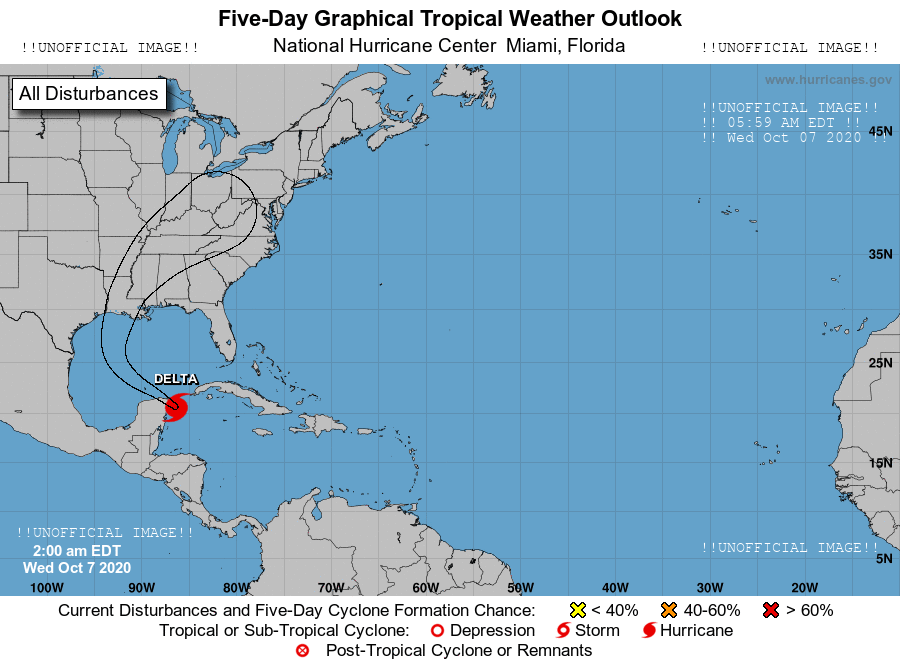 Five-Day Graphical Tropical Weather Outlook
!!UNOFFICIAL IMAGE!! National Hurricane Center Miami, Florida !!UNOFFICIAL IMAGE!!
www.hurricanes.gov
All Disturbances
!!UNOFFICIAL IMAGE!!
!! 05:59 AM EDT !!
!! Wed Oct 07 2020 !!
45N
35N
25N
DELTA
15N
!!UNOFFICIAL IMAGE!!
2:00 am EDT
Wed Oct 7 2020
!!UNOFFICIAL IMAGE!!
5N
100W 90W 80W 70W 60W 50W 40W 30W 20W
Current Disturbances and Five-Day Cyclone Formation Chance: < 40% 40-60% > 60%
Tropical or Sub-Tropical Cyclone: Depression Storm Hurricane
Post-Tropical Cyclone or Remnants